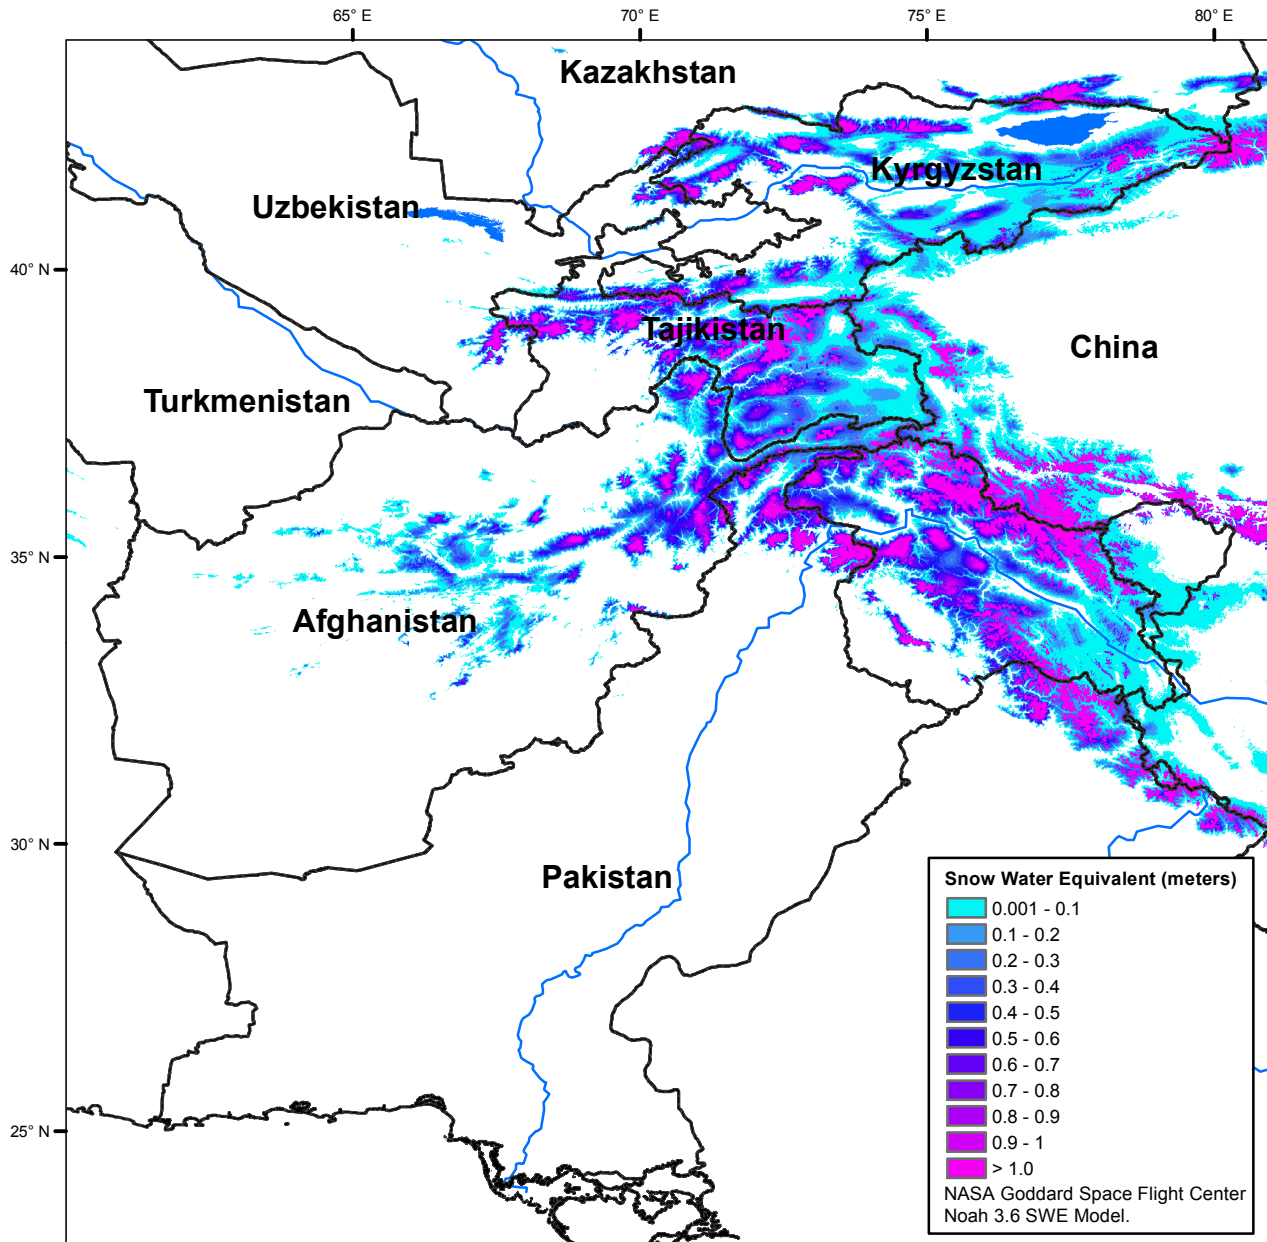 65° E
70° E
75° E
80° E
Kazakhstan
Kyrgyzstan
Uzbekistan
40° N
Tajikistan
China
Turkmenistan
35° N
Afghanistan
30° N
Pakistan
25° N
Snow Water Equivalent (meters)
0.001 - 0.1
0.1 - 0.2
0.2 - 0.3
0.3 - 0.4
0.4 - 0.5
0.5 - 0.6
0.6 - 0.7
0.7 - 0.8
0.8 - 0.9
0.9 - 1
> 1.0
NASA Goddard Space Flight Center
Noah 3.6 SWE Model.